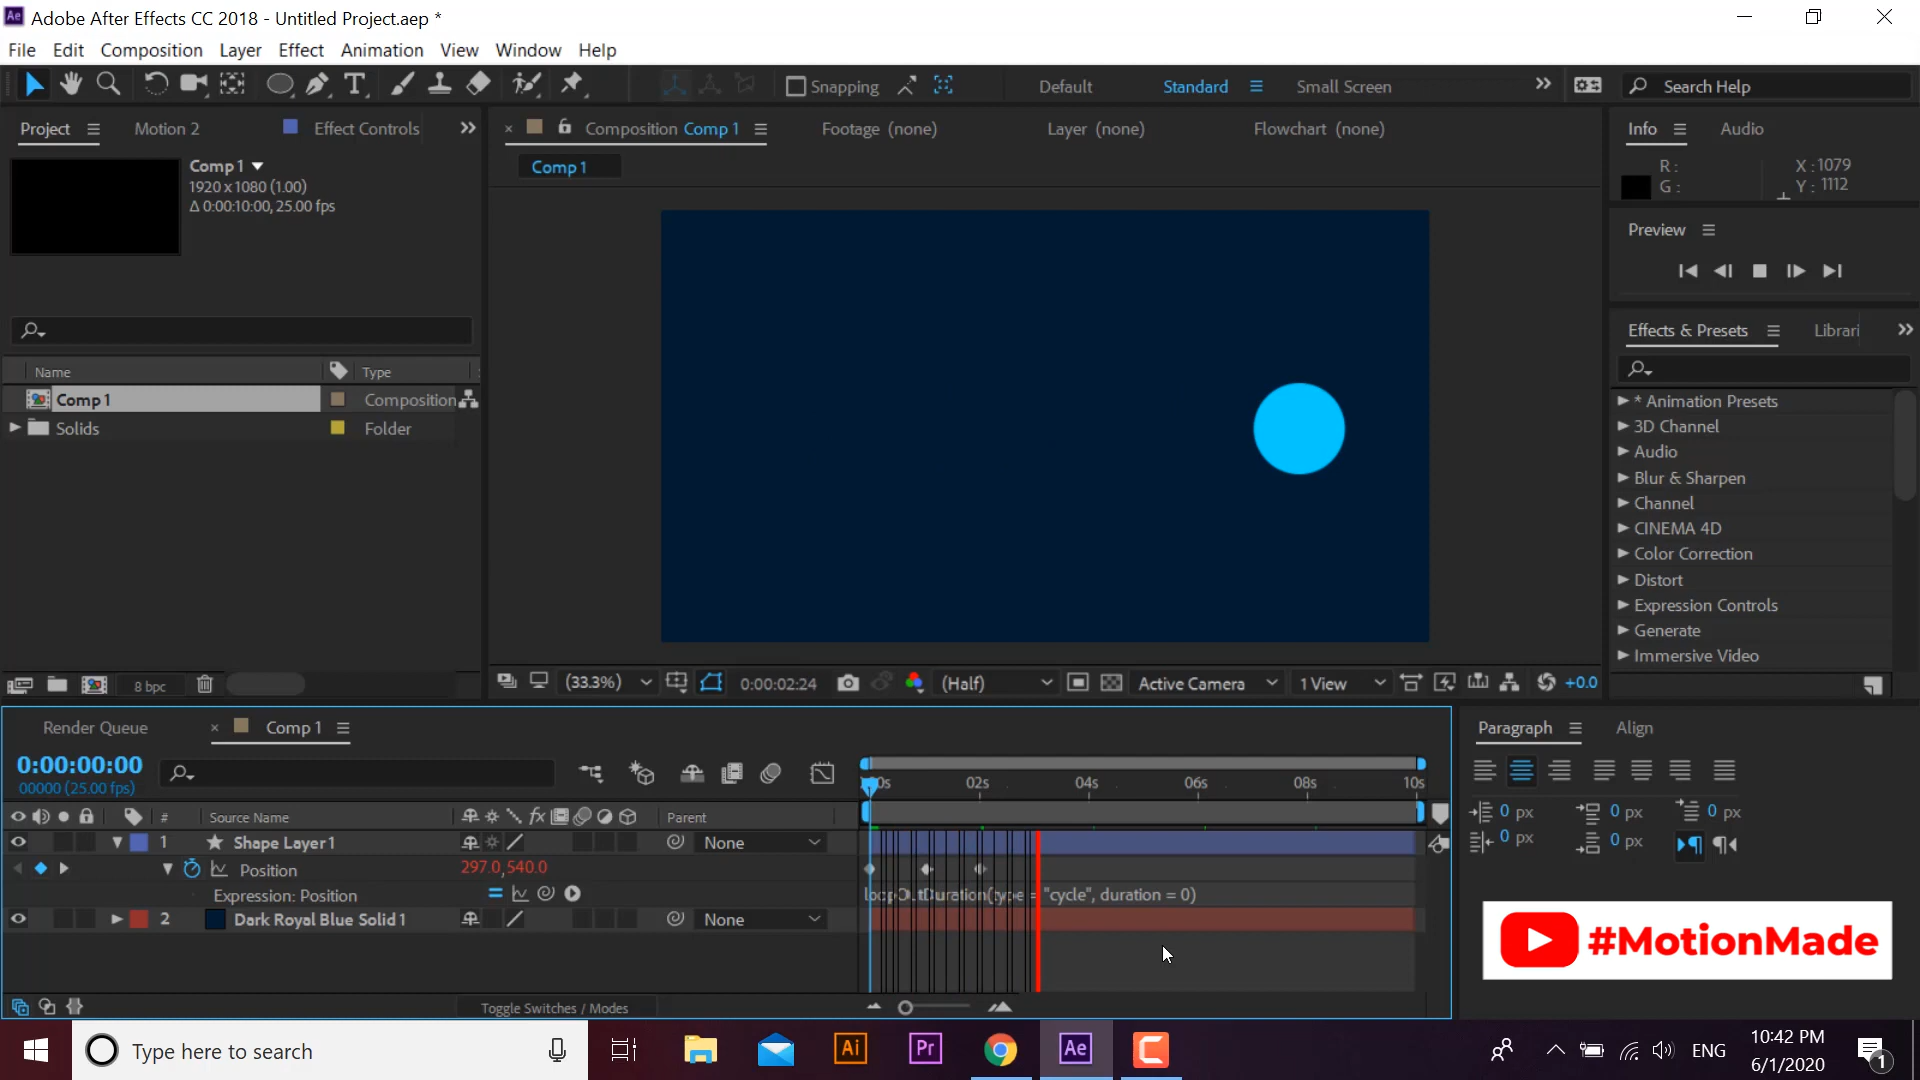 Ae Adobe After Effects CC 2018 - Untitled Project.aep *
File Edit Composition Layer Effect Animation View Window Help
T Snapping Default Standard Small Screen Search Help
Project Motion 2 Effect Controls
Composition Comp 1 Footage (none) Layer (none) Flowchart (none)
Info Audio
Comp 1
1920 x 1080 (1.00)
Δ 0:00:10:00, 25.00 fps
Comp 1
R : X : 1079
G : Y : 1112
Preview
Effects & Presets Librari
* Animation Presets
3D Channel
Audio
Blur & Sharpen
Channel
CINEMA 4D
Color Correction
Distort
Expression Controls
Generate
Immersive Video
Name Type
Comp 1 Composition
Solids Folder
8 bpc
(33.3%) 0:00:02:24 (Half) Active Camera 1 View +0.0
Render Queue Comp 1
0:00:00:00
00000 (25.00 fps)
02s 04s 06s 08s 10s
# Source Name fx Parent
1 Shape Layer 1 None
Position 297.0,540.0
Expression: Position loopOutDuration(type = "cycle", duration = 0)
2 Dark Royal Blue Solid 1 None
Toggle Switches / Modes
Paragraph Align
0 px 0 px 0 px
0 px 0 px
#MotionMade
Type here to search
Ai Pr Ae
ENG
10:42 PM
6/1/2020
1